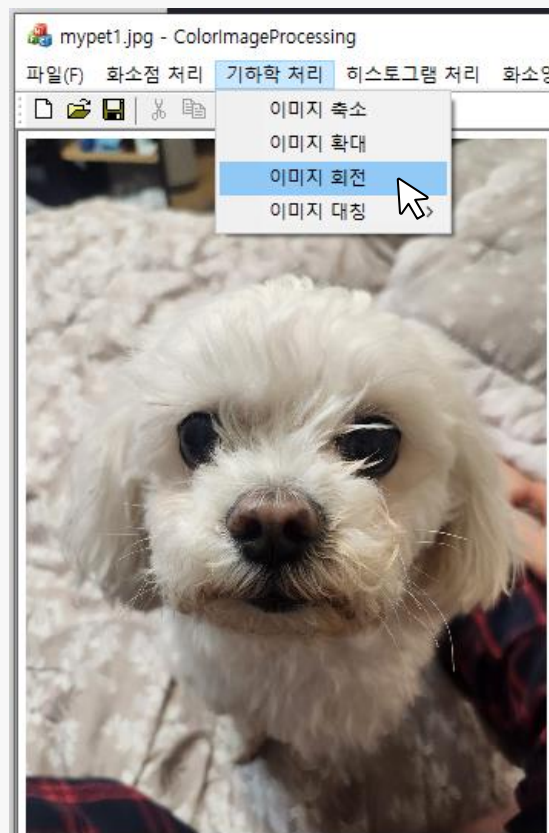 mypet1.jpg - ColorImageProcessing
파일(F) 화소점 처리 기하학 처리 히스토그램 처리
이미지 축소
이미지 확대
이미지 회전
이미지 대칭